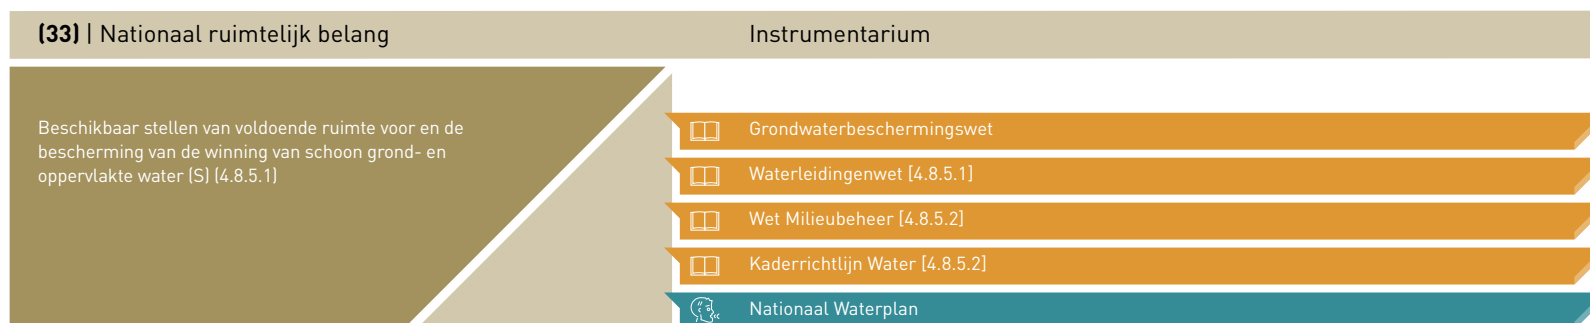 (33) | Nationaal ruimtelijk belang
Instrumentarium
Beschikbaar stellen van voldoende ruimte voor en de
bescherming van de winning van schoon grond- en
oppervlakte water (S) (4.8.5.1)
Grondwaterbeschermingswet
Waterleidingenwet [4.8.5.1]
Wet Milieubeheer [4.8.5.2]
Kaderrichtlijn Water [4.8.5.2]
Nationaal Waterplan